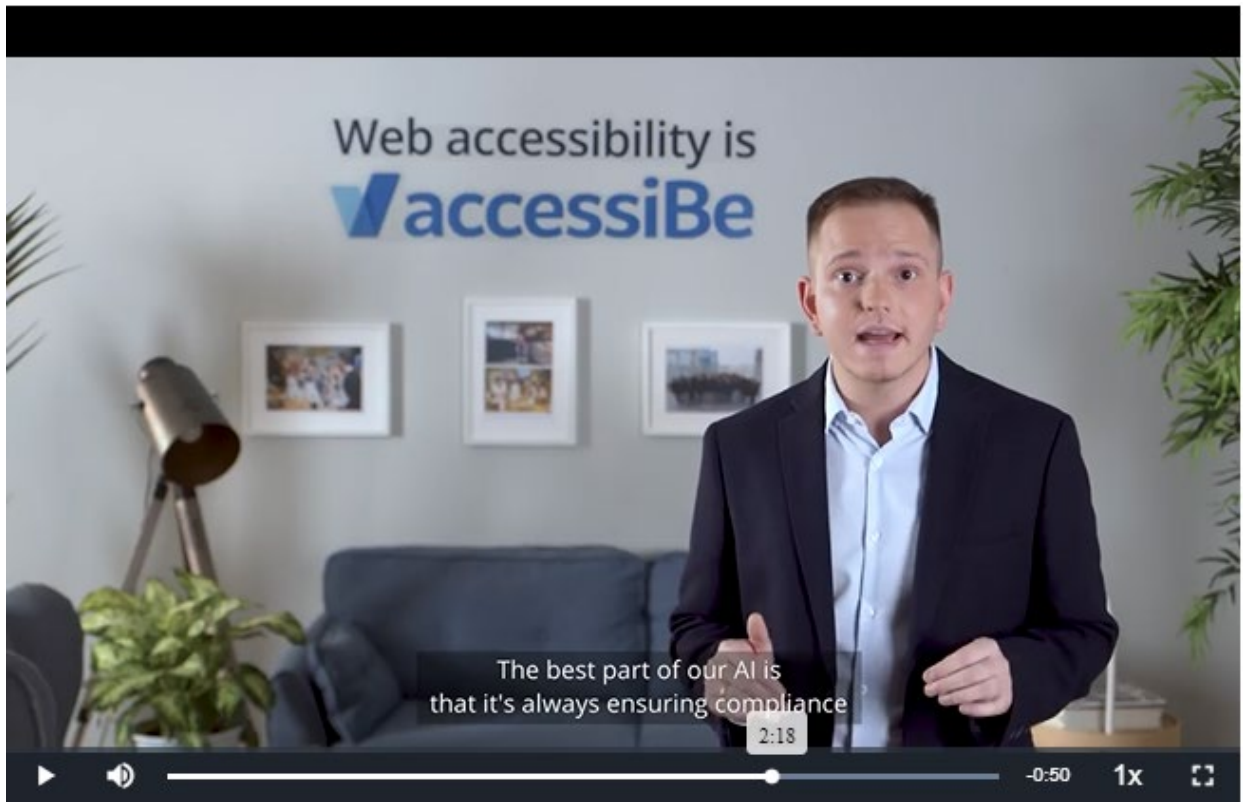 Web accessibility is
accessiBe
The best part of our AI is
that it's always ensuring compliance
2:18
-0:50
1x